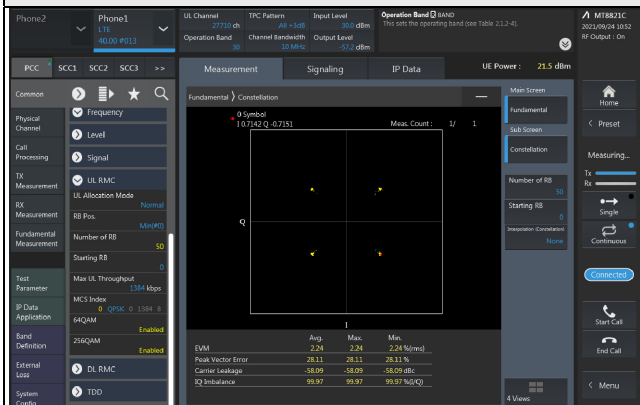 Phone2
Phone1
LTE
40.00 #013
UL Channel
27710 ch
TPC Pattern
All +3dB
Input Level
30.0 dBm
Operation Band
30
Channel Bandwidth
10 MHz
Output Level
-57.2 dBm
Operation Band BAND
This sets the operating band (see Table 2.1.2-4).
MT8821C
2021/09/24 10:52
RF Output : On
PCC
SCC1
SCC2
SCC3
>>
Measurement
Signaling
IP Data
UE Power : 21.5 dBm
Common
Physical
Channel
Call
Processing
TX
Measurement
RX
Measurement
Fundamental
Measurement
Test
Parameter
IP Data
Application
Band
Definition
External
Loss
System
Config
Frequency
Level
Signal
UL RMC
UL Allocation Mode
Normal
RB Pos.
Min(#0)
Number of RB
50
Starting RB
0
Max UL Throughput
1384 kbps
MCS Index
0 QPSK 0 1384 8
64QAM
Enabled
256QAM
Enabled
DL RMC
TDD
Fundamental Constellation
0 Symbol
I 0.7142 Q -0.7151
Meas. Count : 1/ 1
Q
I
Avg. Max. Min.
EVM 2.24 2.24 2.24 %(rms)
Peak Vector Error 28.11 28.11 28.11 %
Carrier Leakage -58.09 -58.09 -58.09 dBc
IQ Imbalance 99.97 99.97 99.97 %(I/Q)
Main Screen
Fundamental
Sub Screen
Constellation
Number of RB
50
Starting RB
0
Interpolation (Constellation)
None
4 Views
Home
< Preset
Measuring...
Tx
Rx
Single
Continuous
Connected
Start Call
End Call
< Menu